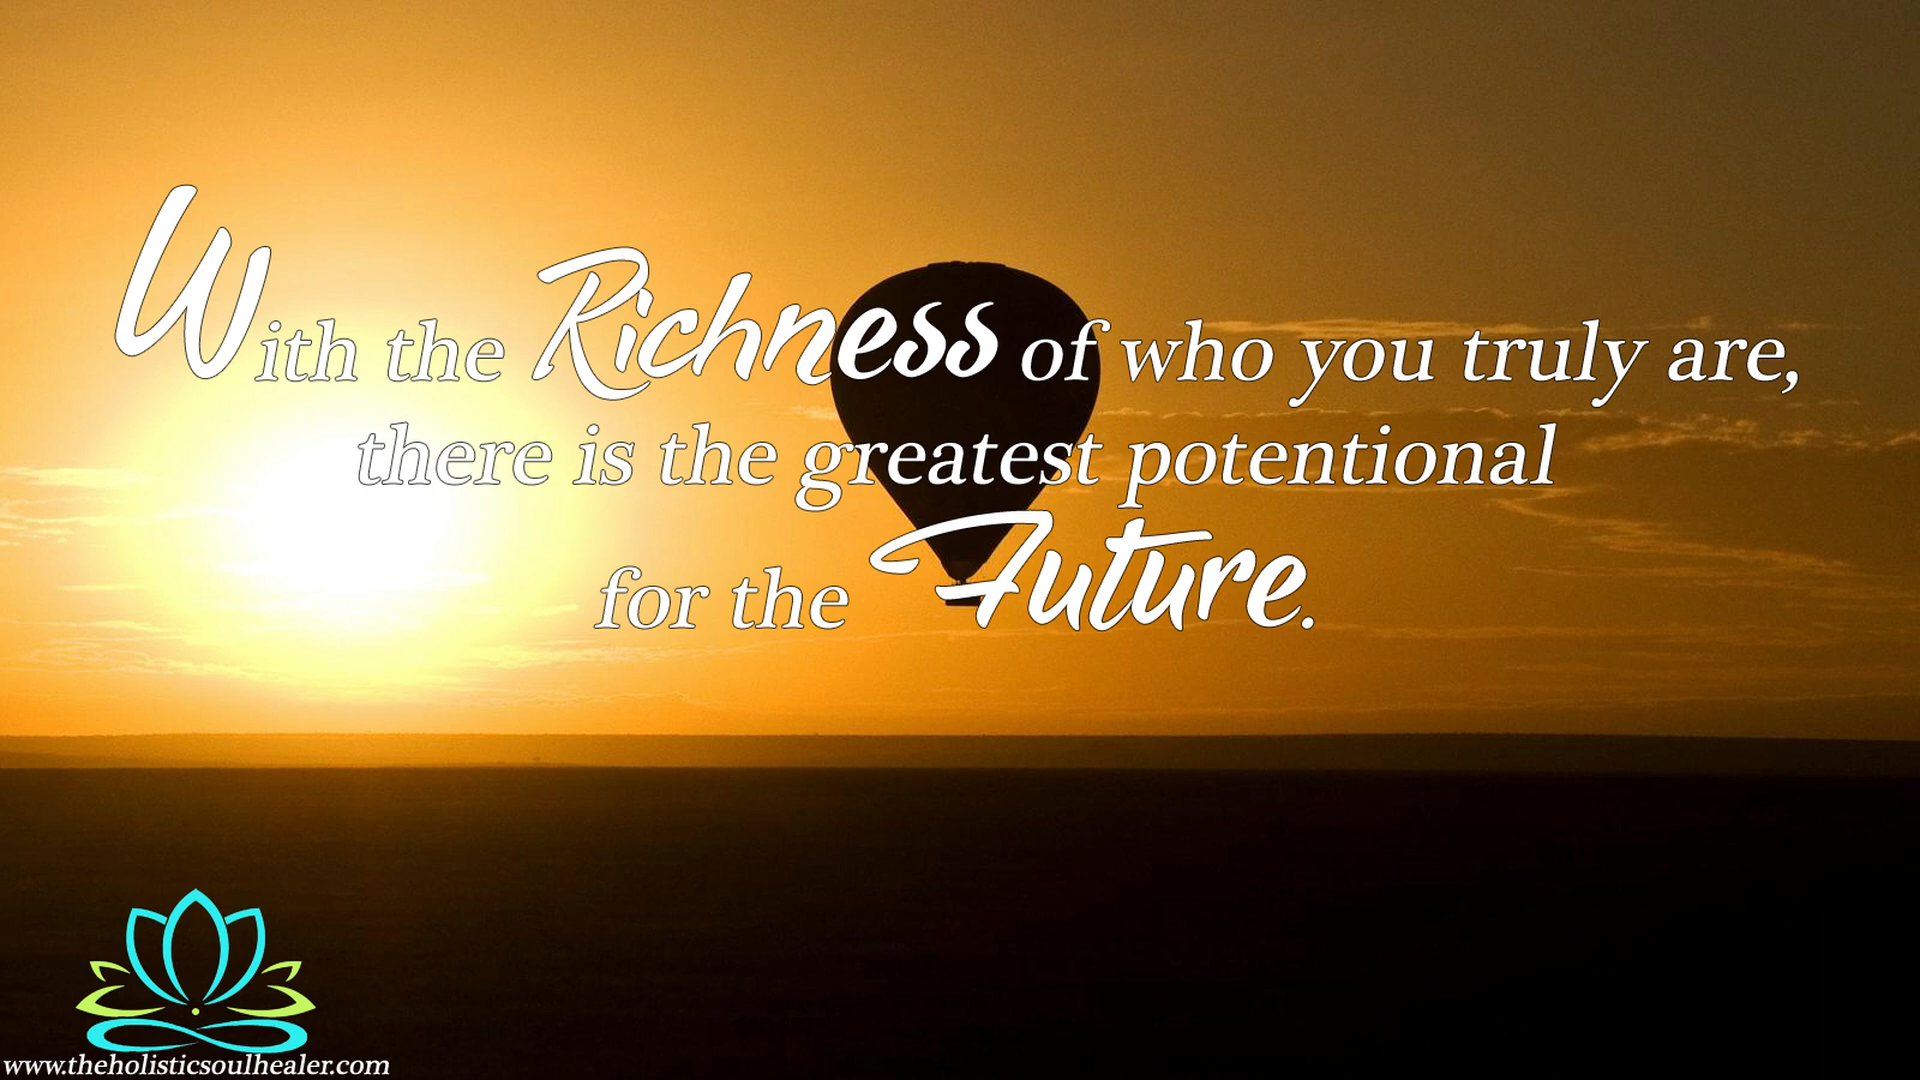 With the Richness of who you truly are,
there is the greatest potentional
for the Future.
www.theholisticsoulhealer.com